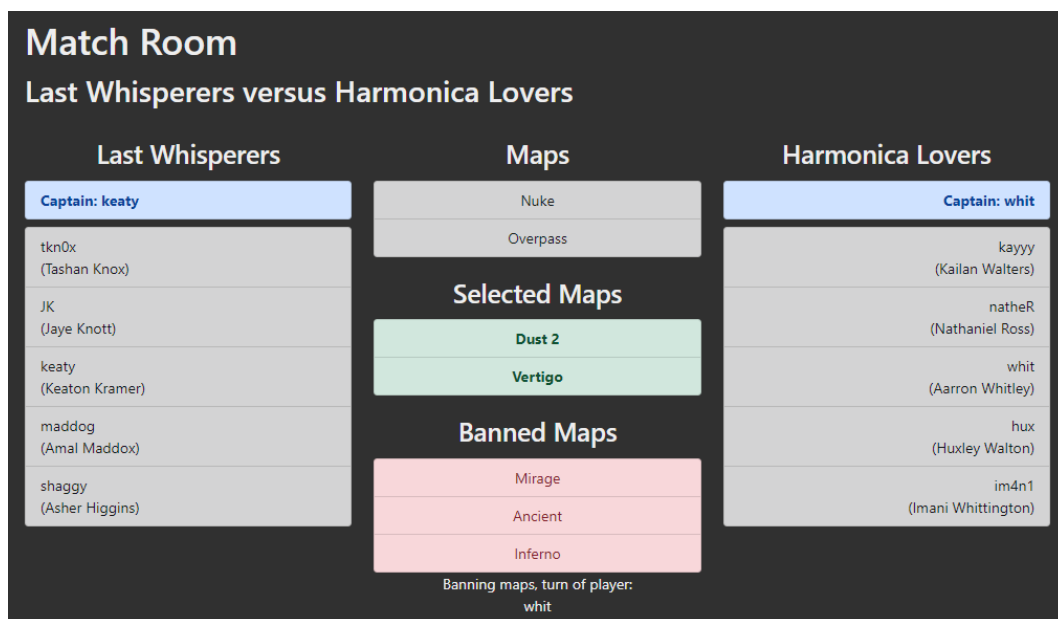 Match Room
Last Whisperers versus Harmonica Lovers
Last Whisperers
Captain: keaty
tkn0x
(Tashan Knox)
JK
(Jaye Knott)
keaty
(Keaton Kramer)
maddog
(Amal Maddox)
shaggy
(Asher Higgins)
Maps
Nuke
Overpass
Selected Maps
Dust 2
Vertigo
Banned Maps
Mirage
Ancient
Inferno
Banning maps, turn of player:
whit
Harmonica Lovers
Captain: whit
kayyy
(Kailan Walters)
natheR
(Nathaniel Ross)
whit
(Aarron Whitley)
hux
(Huxley Walton)
im4n1
(Imani Whittington)